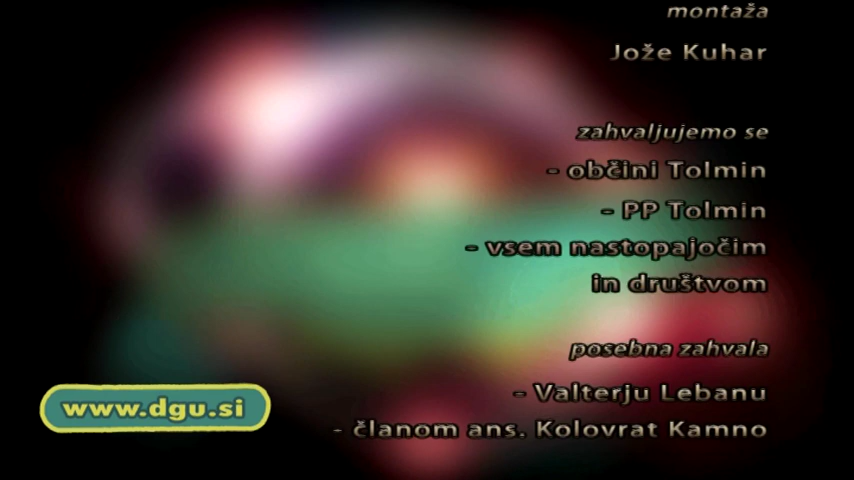 montaža
Jože Kuhar
zahvaljujemo se
- občini Tolmin
- PP Tolmin
- vsem nastopajočim
in društvom
posebna zahvala
- Valterju Lebanu
- članom ans. Kolovrat Kamno
www.dgu.si